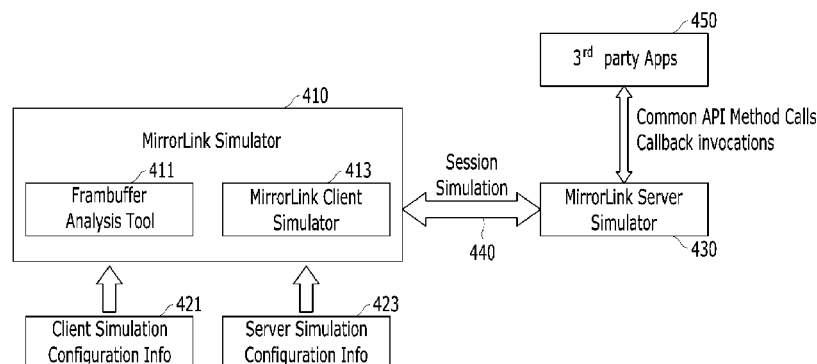 450
3rd party Apps
410
Common API Method Calls
Callback invocations
MirrorLink Simulator
411
413
Frambuffer
Analysis Tool
MirrorLink Client
Simulator
Session
Simulation
440
MirrorLink Server
Simulator
430
421
Client Simulation
Configuration Info
423
Server Simulation
Configuration Info